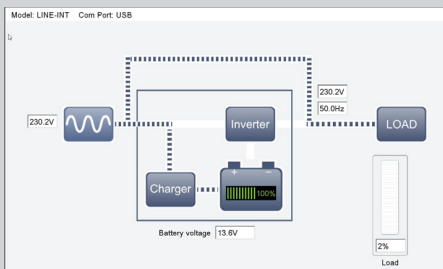 Model: LINE-INT Com Port: USB
230.2V
50.0Hz
230.2V
Inverter
LOAD
Charger
+ −
100%
Battery voltage 13.6V
2%
Load